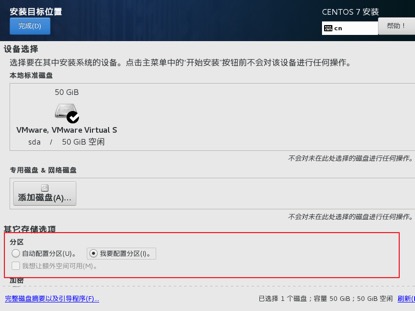 安装目标位置
CENTOS 7 安装
完成(D)
cn
帮助！
设备选择
选择要在其中安装系统的设备。点击主菜单中的"开始安装"按钮前不会对该设备进行任何操作。
本地标准磁盘
50 GiB
VMware, VMware Virtual S
sda / 50 GiB 空闲
不会对未在此处选择的磁盘进行任何操作。
专用磁盘 & 网络磁盘
添加磁盘(A)...
不会对未在此处选择的磁盘进行任何操作。
其它存储选项
分区
自动配置分区(U)。
我要配置分区(I)。
我想让额外空间可用(M)。
加密
完整磁盘摘要以及引导程序(F)...
已选择 1 个磁盘；容量 50 GiB；50 GiB 空闲
刷新(